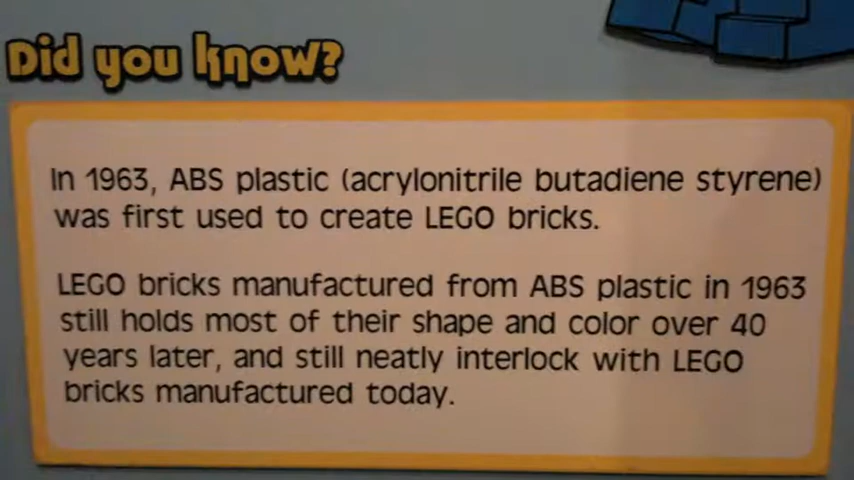 Did you know?
In 1963, ABS plastic (acrylonitrile butadiene styrene)
was first used to create LEGO bricks.
LEGO bricks manufactured from ABS plastic in 1963
still holds most of their shape and color over 40
years later, and still neatly interlock with LEGO
bricks manufactured today.